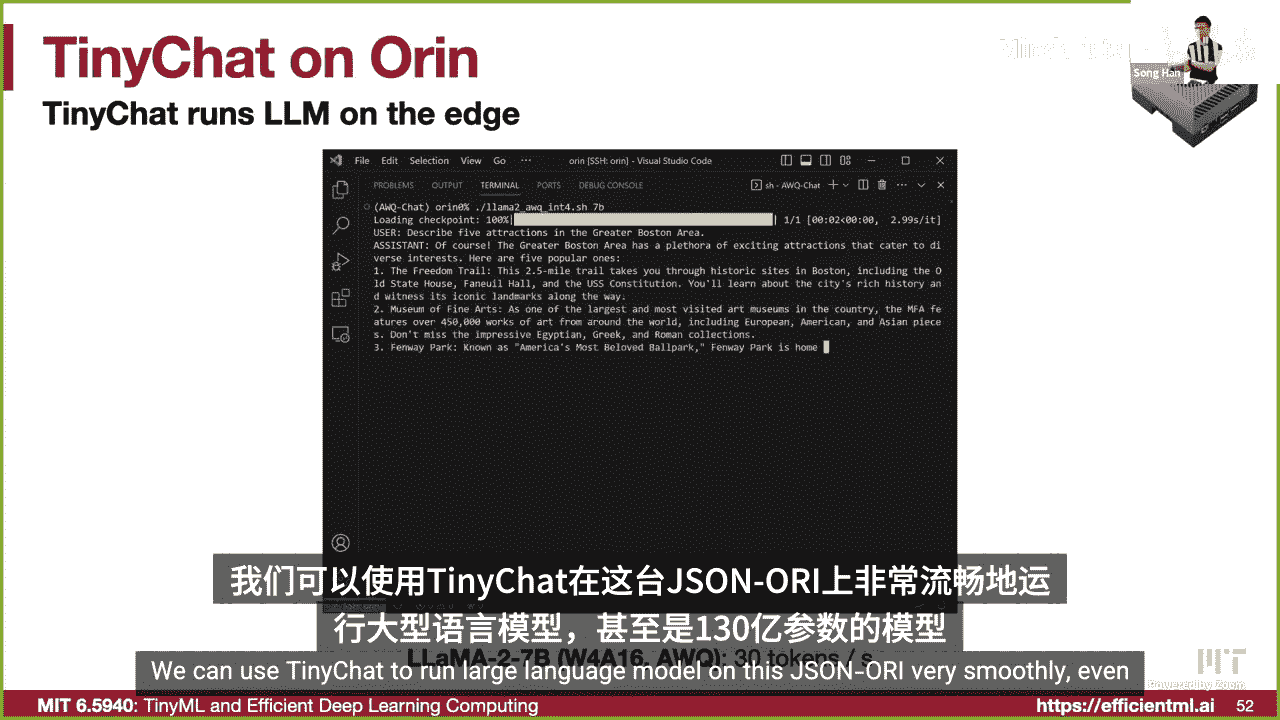 TinyChat on Orin
TinyChat runs LLM on the edge
Song Han
File Edit Selection View Go ··· orin [SSH: orin] - Visual Studio Code
PROBLEMS OUTPUT TERMINAL PORTS DEBUG CONSOLE sh - AWQ-Chat
(AWQ-Chat) orin0% ./llama2_awq_int4.sh 7b
Loading checkpoint: 100%| | 1/1 [00:02<00:00, 2.99s/it]
USER: Describe five attractions in the Greater Boston Area.
ASSISTANT: Of course! The Greater Boston Area has a plethora of exciting attractions that cater to di
verse interests. Here are five popular ones:
1. The Freedom Trail: This 2.5-mile trail takes you through historic sites in Boston, including the O
ld State House, Faneuil Hall, and the USS Constitution. You'll learn about the city's rich history an
d witness its iconic landmarks along the way.
2. Museum of Fine Arts: As one of the largest and most visited art museums in the country, the MFA fe
atures over 450,000 works of art from around the world, including European, American, and Asian piece
s. Don't miss the impressive Egyptian, Greek, and Roman collections.
3. Fenway Park: Known as "America's Most Beloved Ballpark," Fenway Park is home
我们可以使用TinyChat在这台JSON-ORI上非常流畅地运
行大型语言模型，甚至是130亿参数的模型
LLaMA-2-7B (W4A16, AWQ): 30 tokens / s
We can use TinyChat to run large language model on this JSON-ORI very smoothly, even
MIT
Powered by Zoom
MIT 6.5940: TinyML and Efficient Deep Learning Computing
https://efficientml.ai 52